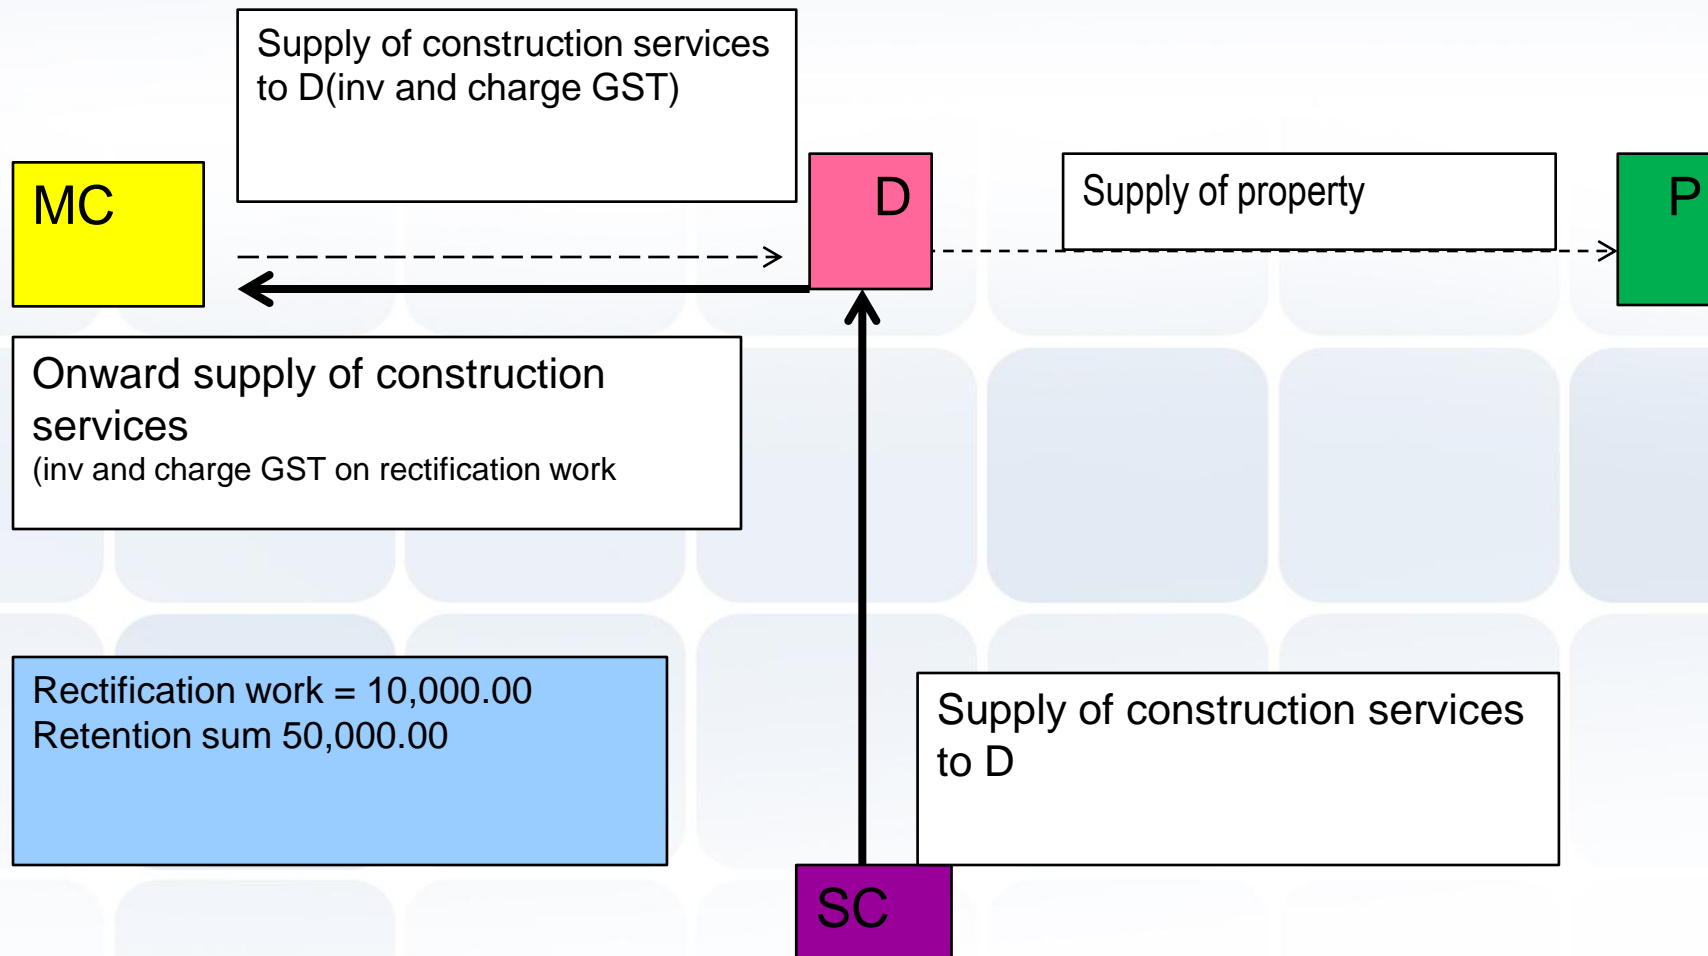 Supply of construction services
to D(inv and charge GST)
MC
D
Supply of property
P
Onward supply of construction
services
(inv and charge GST on rectification work
Rectification work = 10,000.00
Retention sum 50,000.00
Supply of construction services
to D
SC